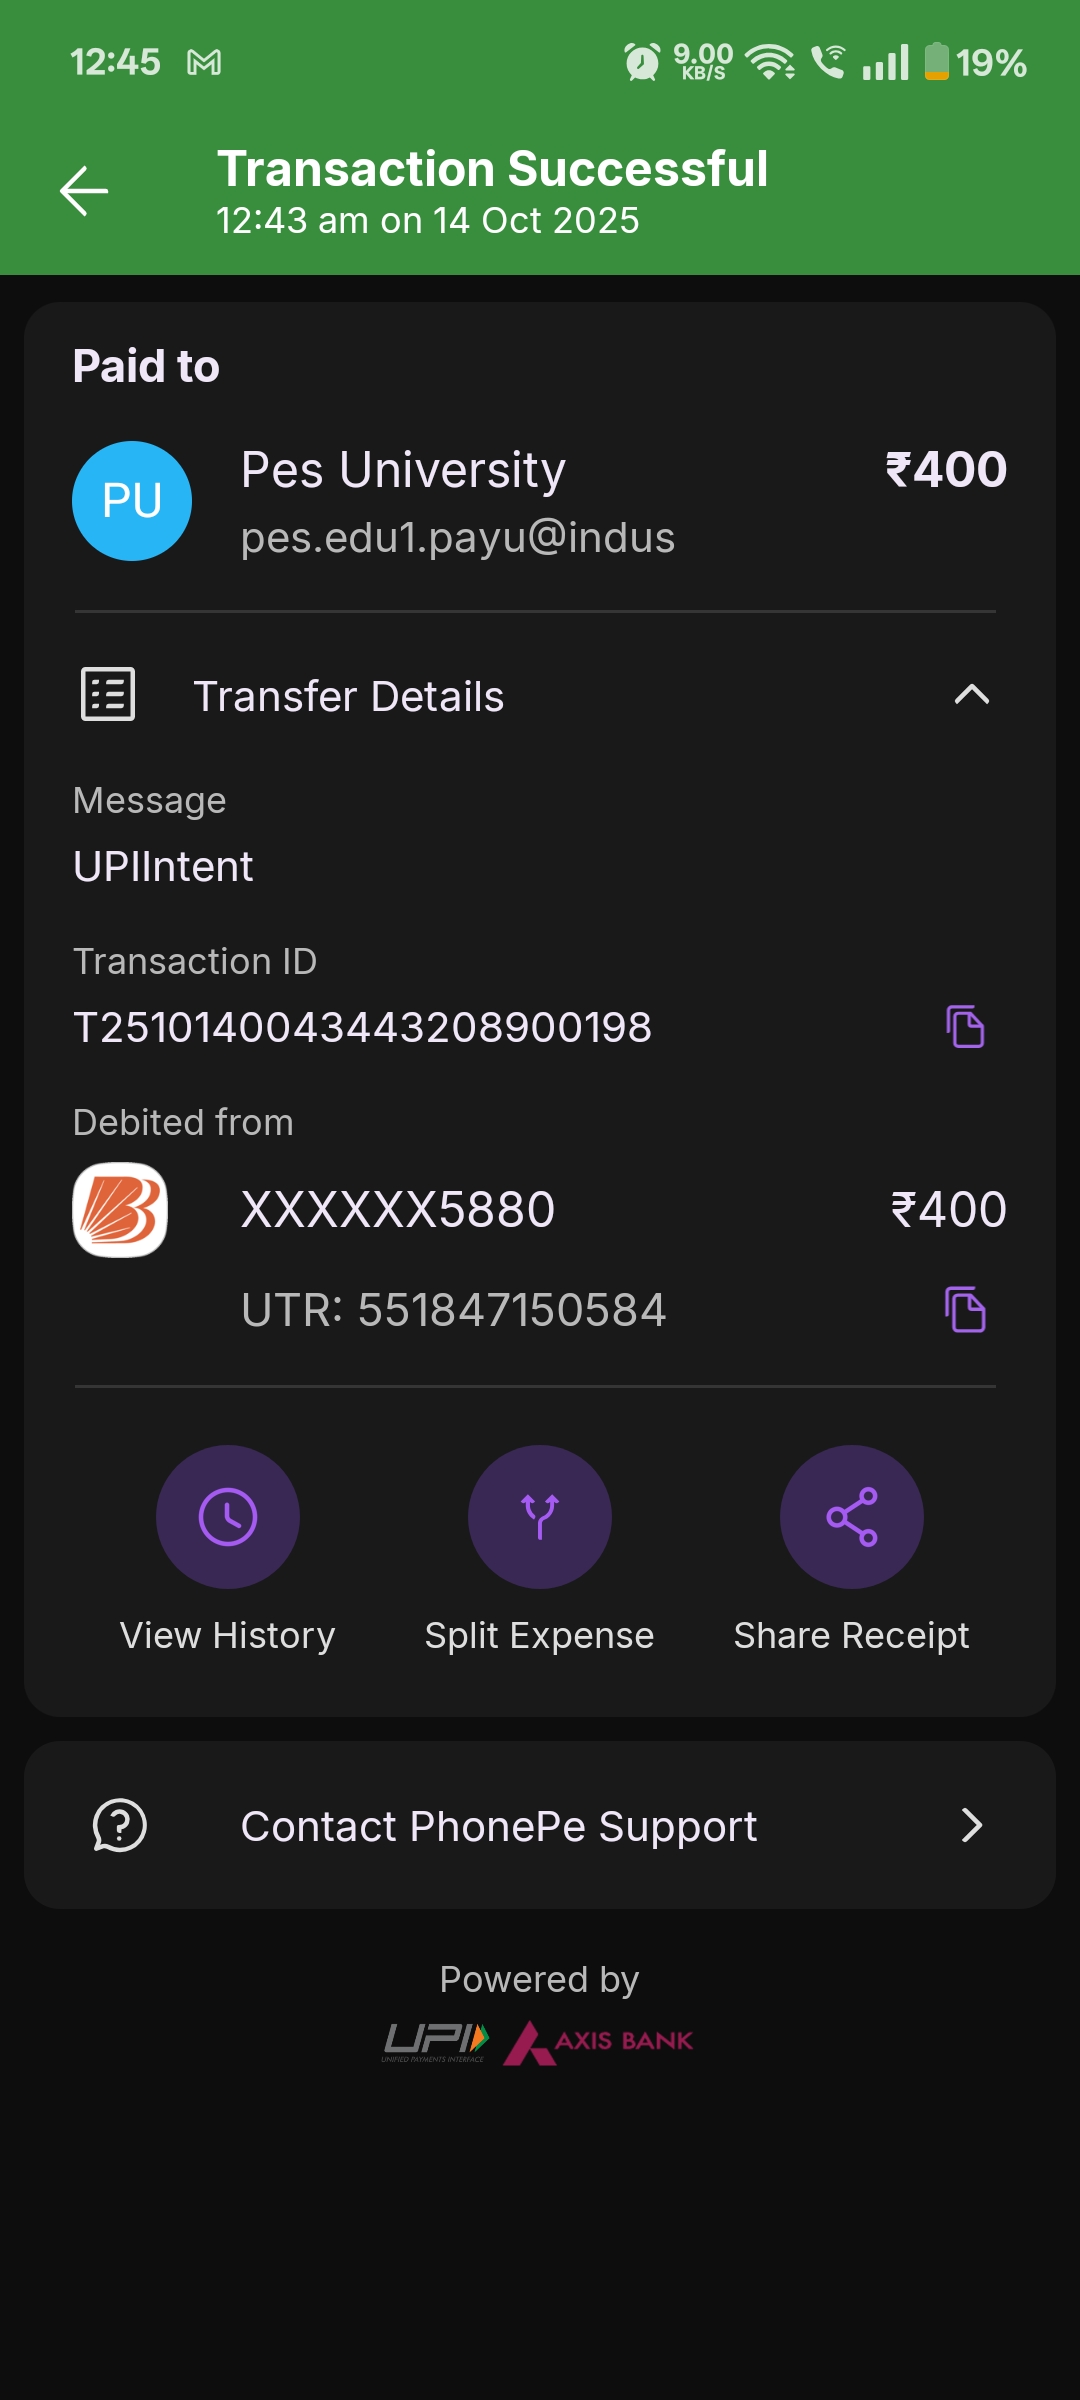 12:45 9.00 KB/S 19%
Transaction Successful
12:43 am on 14 Oct 2025
Paid to
PU Pes University ₹400
pes.edu1.payu@indus
Transfer Details
Message
UPIIntent
Transaction ID
T2510140043443208900198
Debited from
XXXXXX5880 ₹400
UTR: 551847150584
View History Split Expense Share Receipt
Contact PhonePe Support
Powered by
UPI AXIS BANK
UNIFIED PAYMENTS INTERFACE